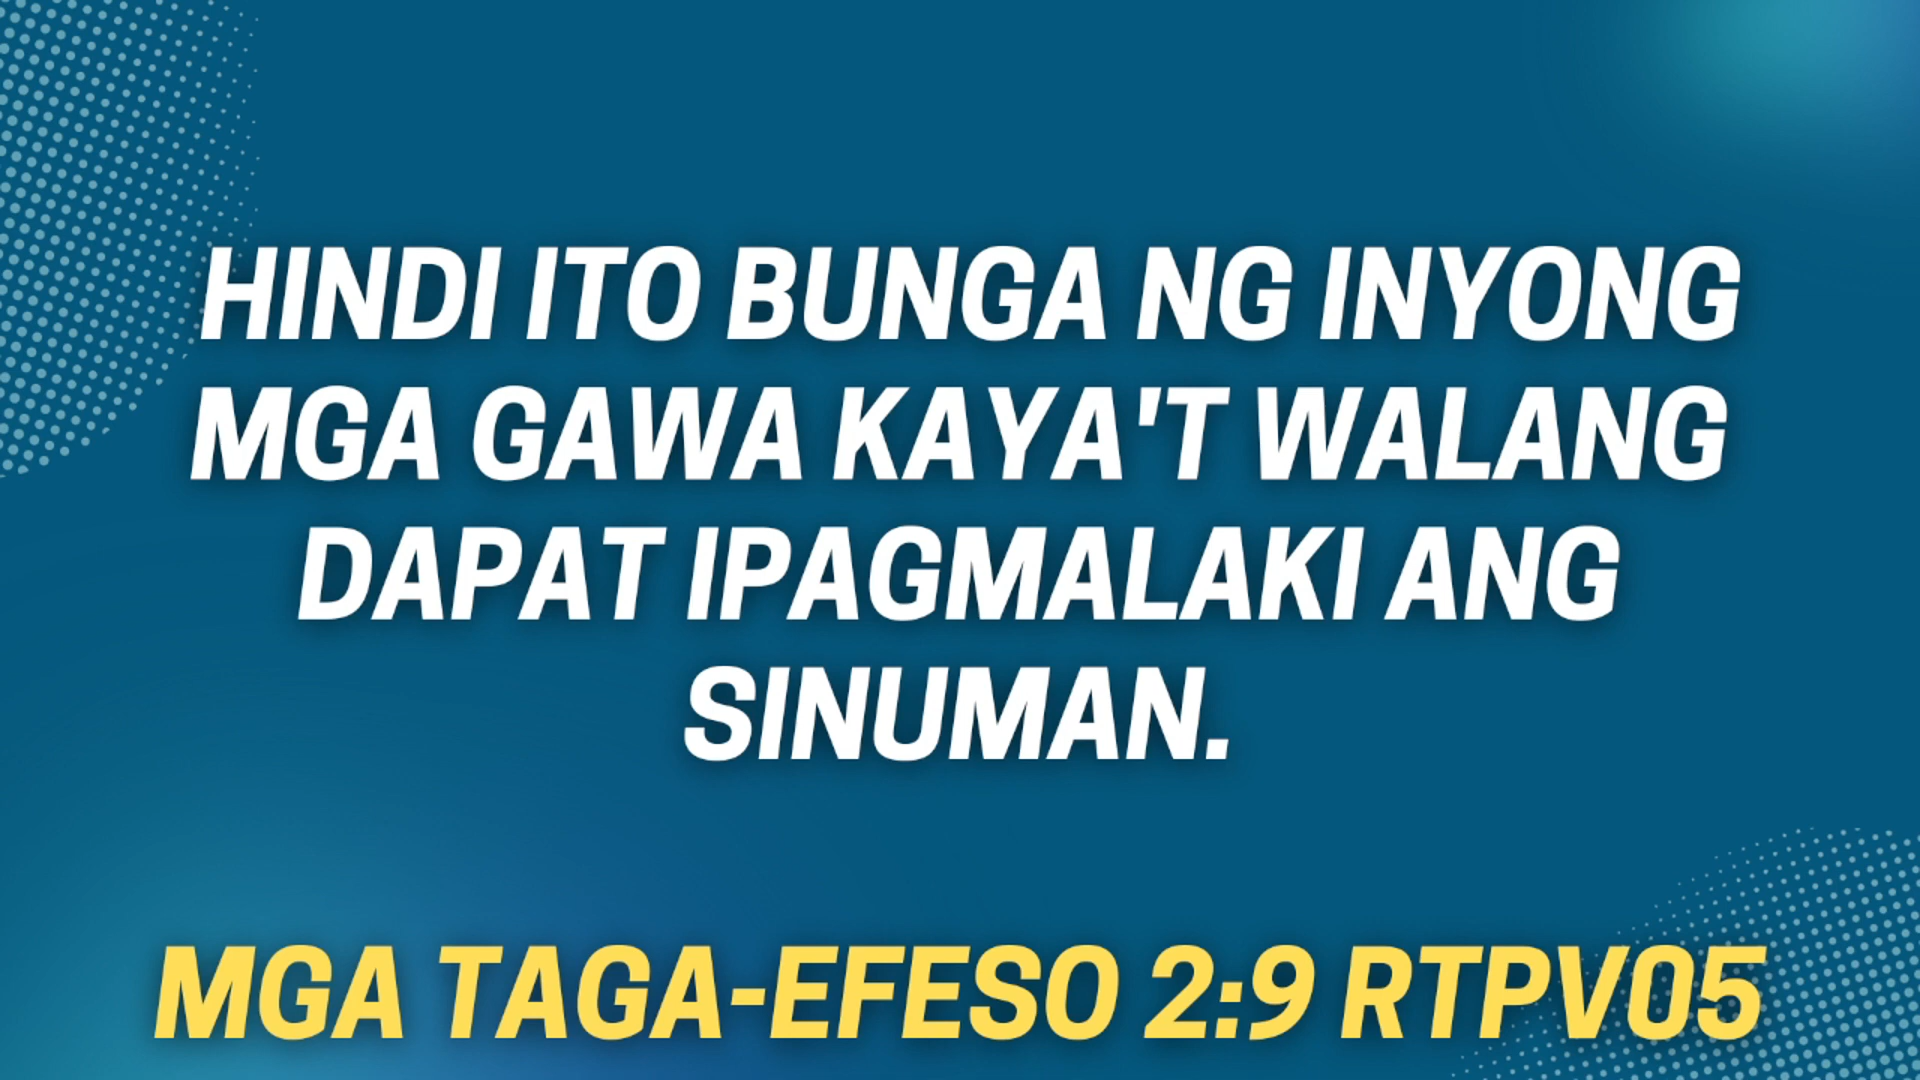 HINDI ITO BUNGA NG INYONG
MGA GAWA KAYA'T WALANG
DAPAT IPAGMALAKI ANG
SINUMAN.
MGA TAGA-EFESO 2:9 RTPV05